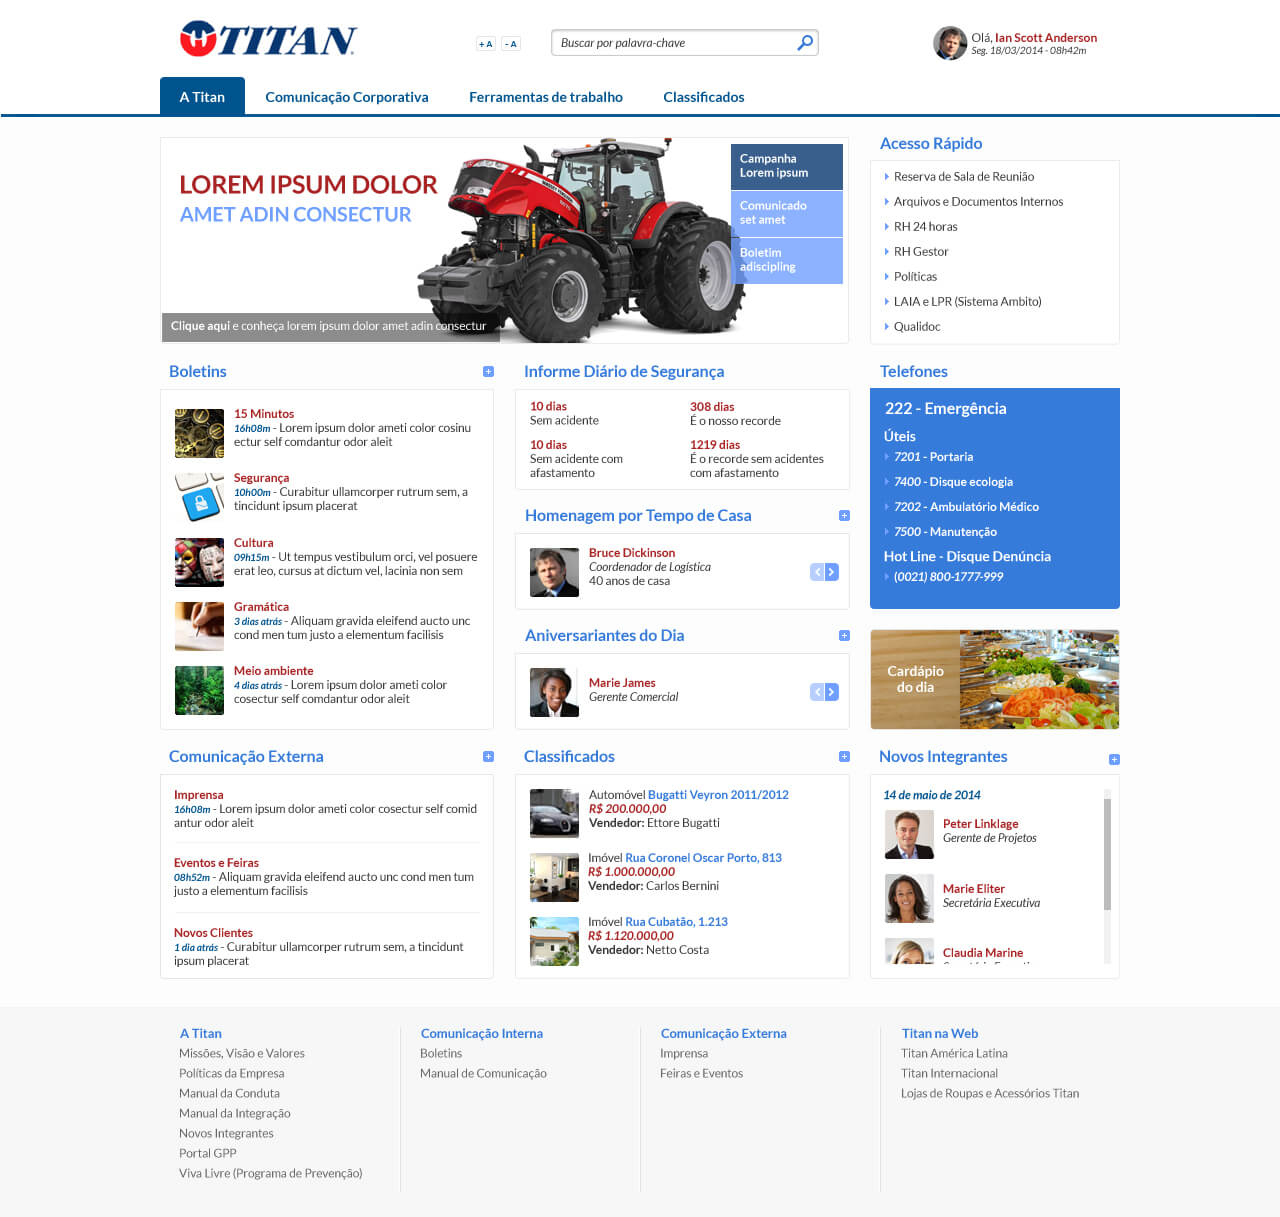 TITAN
+ A
- A
Buscar por palavra-chave
Olá, Ian Scott Anderson
Seg. 18/03/2014 - 08h42m
A Titan
Comunicação Corporativa
Ferramentas de trabalho
Classificados
LOREM IPSUM DOLOR
AMET ADIN CONSECTUR
Clique aqui e conheça lorem ipsum dolor amet adin consectur
Campanha
Lorem ipsum
Comunicado
set amet
Boletim
adiscipling
Acesso Rápido
Reserva de Sala de Reunião
Arquivos e Documentos Internos
RH 24 horas
RH Gestor
Políticas
LAIA e LPR (Sistema Ambito)
Qualidoc
Boletins
15 Minutos
16h08m - Lorem ipsum dolor ameti color cosinu
ectur self comdantur odor aleit
Segurança
10h00m - Curabitur ullamcorper rutrum sem, a
tincidunt ipsum placerat
Cultura
09h15m - Ut tempus vestibulum orci, vel posuere
erat leo, cursus at dictum vel, lacinia non sem
Gramática
3 dias atrás - Aliquam gravida eleifend aucto unc
cond men tum justo a elementum facilisis
Meio ambiente
4 dias atrás - Lorem ipsum dolor ameti color
cosectur self comdantur odor aleit
Informe Diário de Segurança
10 dias
Sem acidente
308 dias
É o nosso recorde
10 dias
Sem acidente com
afastamento
1219 dias
É o recorde sem acidentes
com afastamento
Homenagem por Tempo de Casa
Bruce Dickinson
Coordenador de Logística
40 anos de casa
Aniversariantes do Dia
Marie James
Gerente Comercial
Telefones
222 - Emergência
Úteis
7201 - Portaria
7400 - Disque ecologia
7202 - Ambulatório Médico
7500 - Manutenção
Hot Line - Disque Denúncia
(0021) 800-1777-999
Cardápio
do dia
Comunicação Externa
Imprensa
16h08m - Lorem ipsum dolor ameti color cosectur self comid
antur odor aleit
Eventos e Feiras
08h52m - Aliquam gravida eleifend aucto unc cond men tum
justo a elementum facilisis
Novos Clientes
1 dia atrás - Curabitur ullamcorper rutrum sem, a tincidunt
ipsum placerat
Classificados
Automóvel Bugatti Veyron 2011/2012
R$ 200.000,00
Vendedor: Ettore Bugatti
Imóvel Rua Coronel Oscar Porto, 813
R$ 1.000.000,00
Vendedor: Carlos Bernini
Imóvel Rua Cubatão, 1.213
R$ 1.120.000,00
Vendedor: Netto Costa
Novos Integrantes
14 de maio de 2014
Peter Linklage
Gerente de Projetos
Marie Eliter
Secretária Executiva
Claudia Marine
A Titan
Missões, Visão e Valores
Políticas da Empresa
Manual da Conduta
Manual da Integração
Novos Integrantes
Portal GPP
Viva Livre (Programa de Prevenção)
Comunicação Interna
Boletins
Manual de Comunicação
Comunicação Externa
Imprensa
Feiras e Eventos
Titan na Web
Titan América Latina
Titan Internacional
Lojas de Roupas e Acessórios Titan